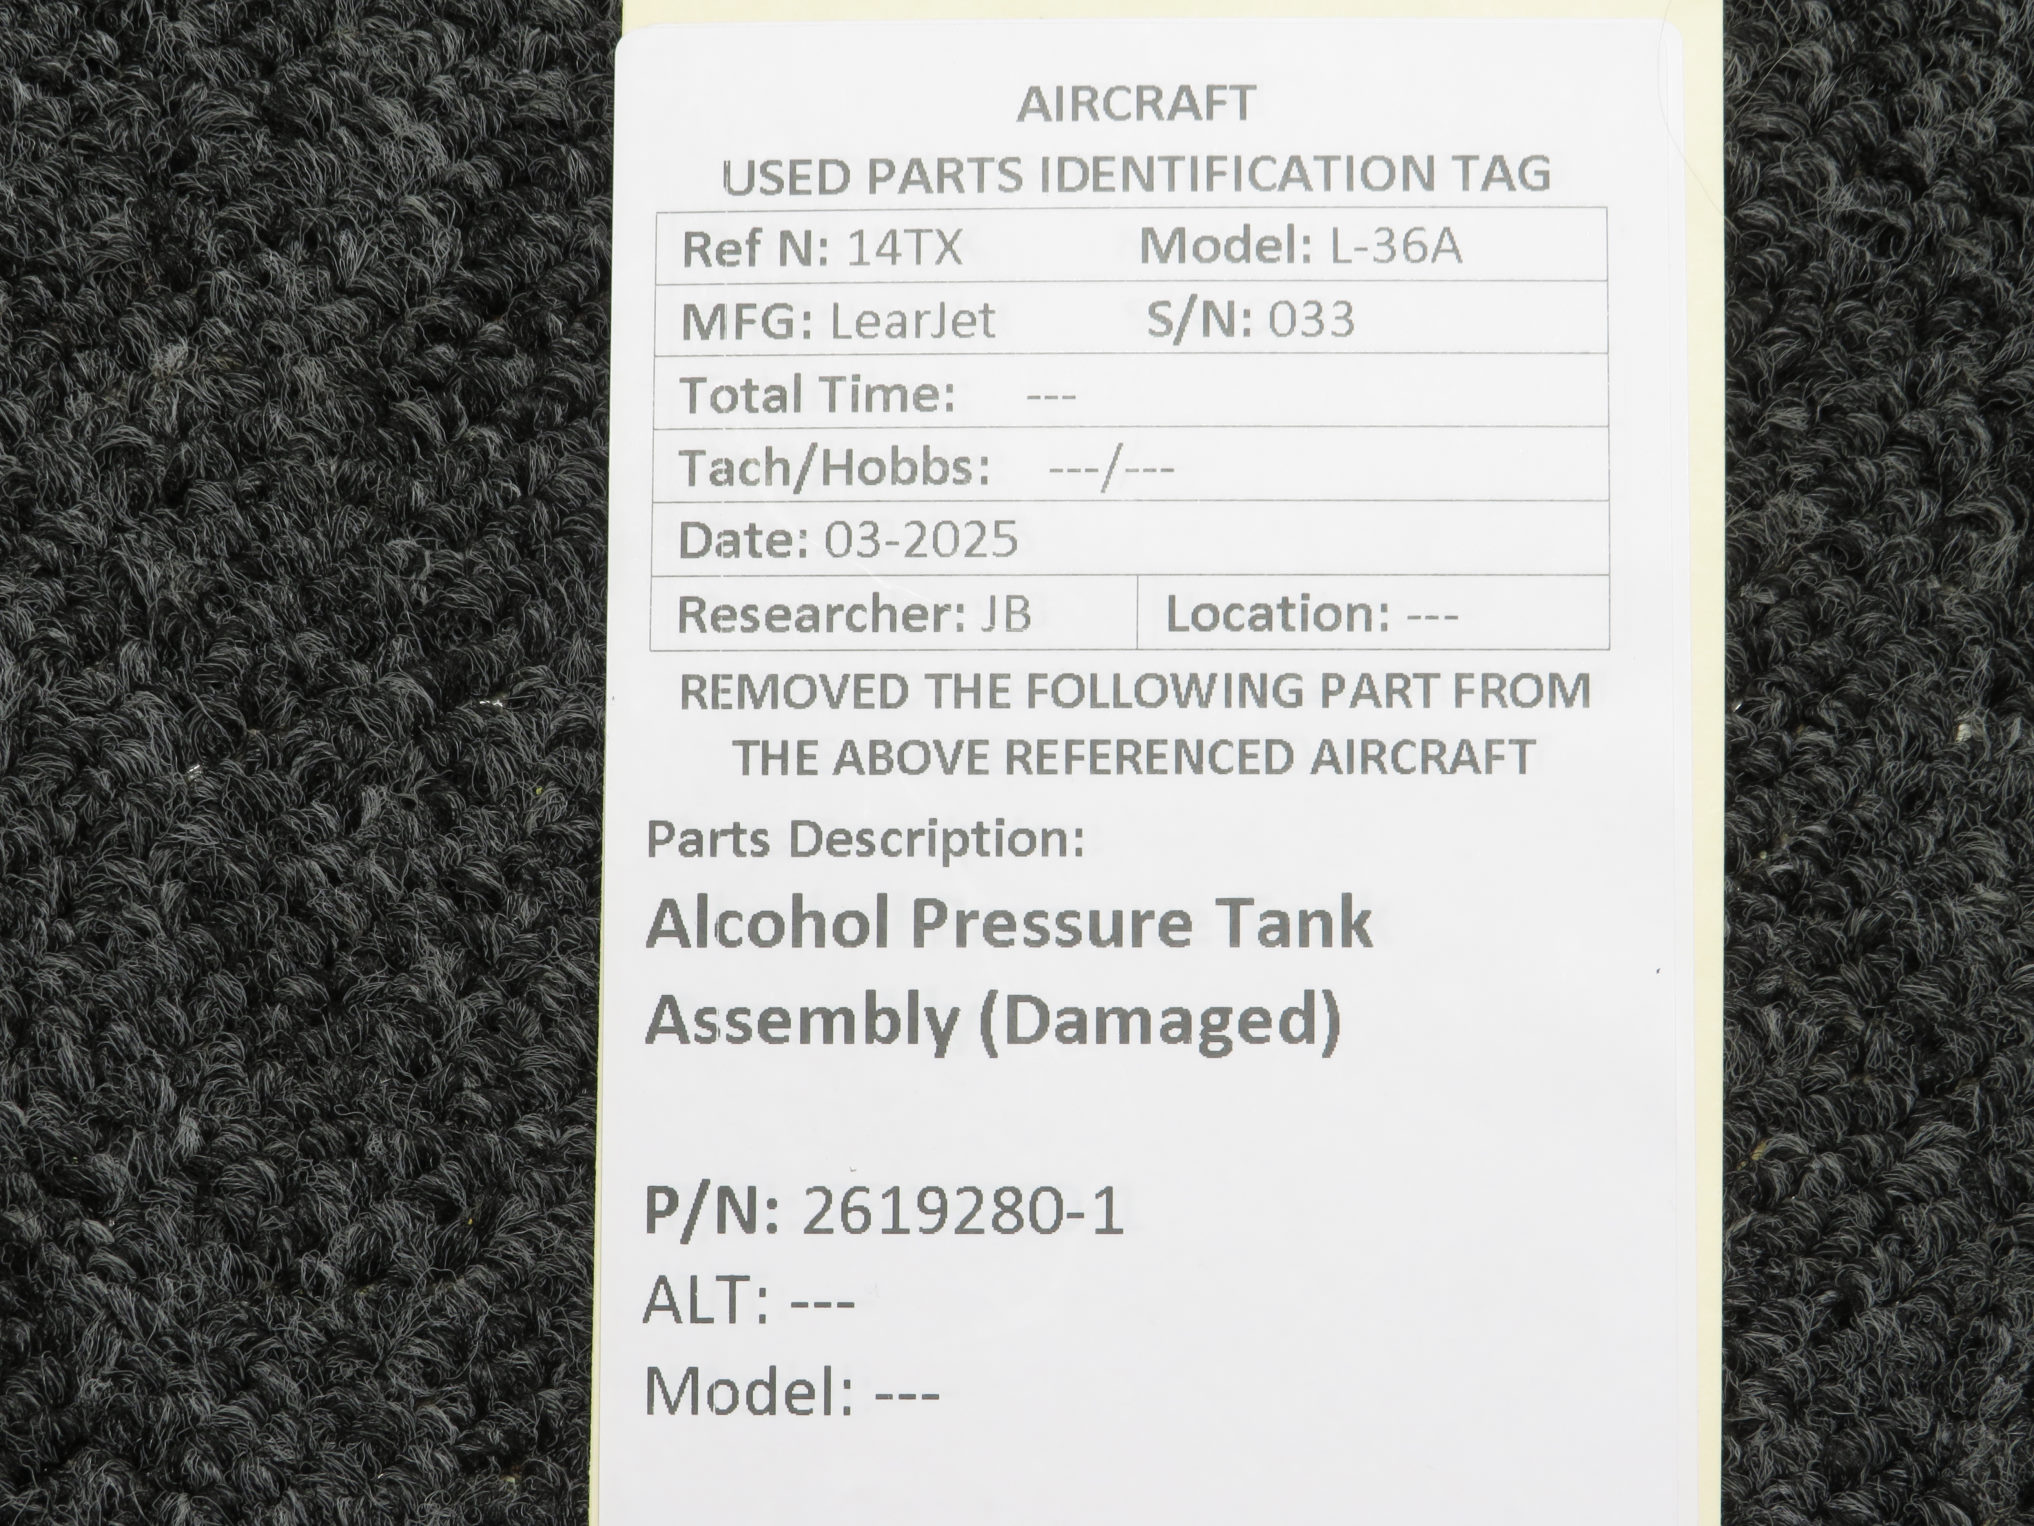 AIRCRAFT
USED PARTS IDENTIFICATION TAG
Ref N: 14TX Model: L-36A
MFG: LearJet S/N: 033
Total Time: ---
Tach/Hobbs: ---/---
Date: 03-2025
Researcher: JB Location: ---
REMOVED THE FOLLOWING PART FROM
THE ABOVE REFERENCED AIRCRAFT
Parts Description:
Alcohol Pressure Tank
Assembly (Damaged)
P/N: 2619280-1
ALT: ---
Model: ---